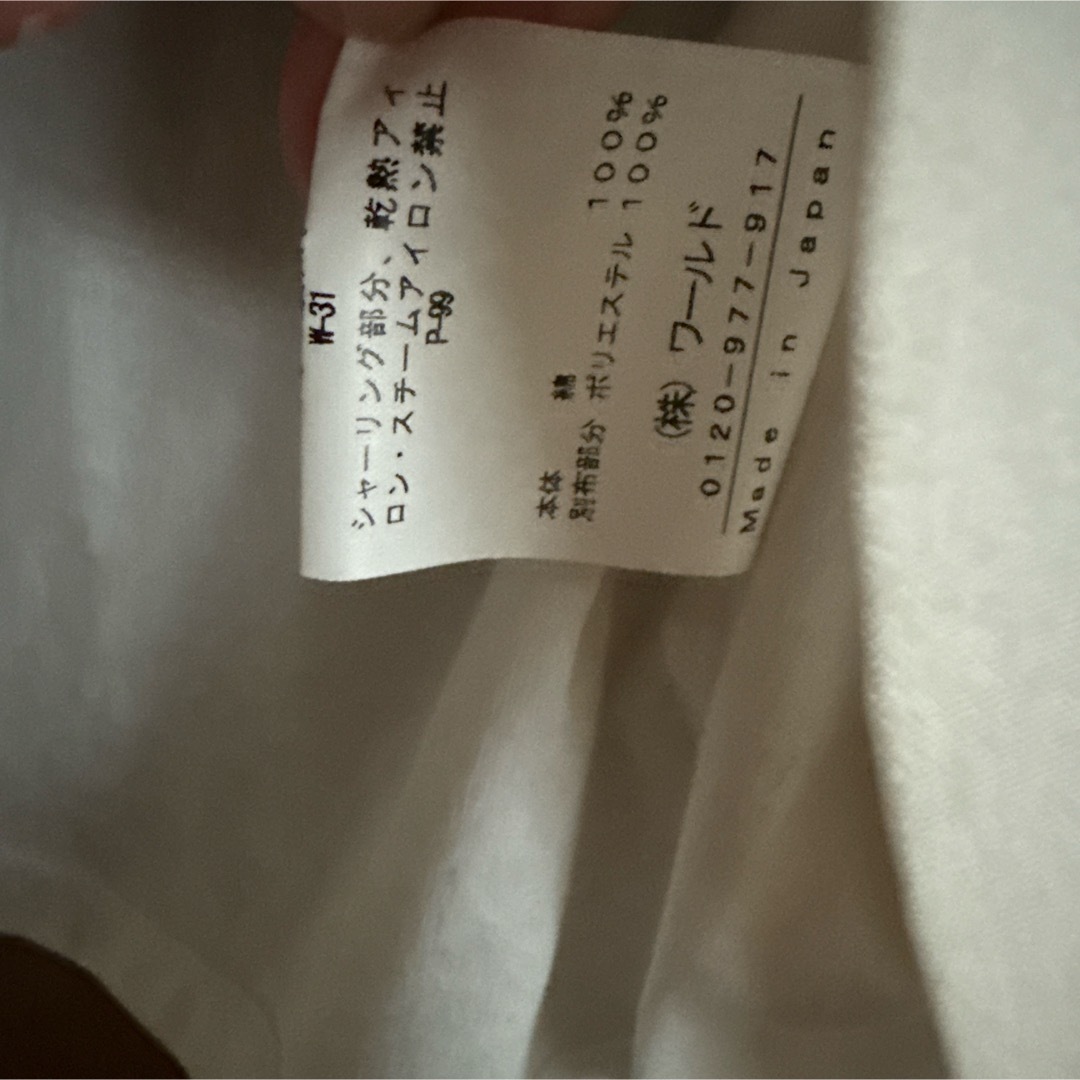 W-31
シャーリング部分、乾熱アイ
ロン・スチームアイロン禁止
P-99
本体 綿 100%
別布部分 ポリエステル 100%
(株) ワールド
0120-977-917
Made in Japan